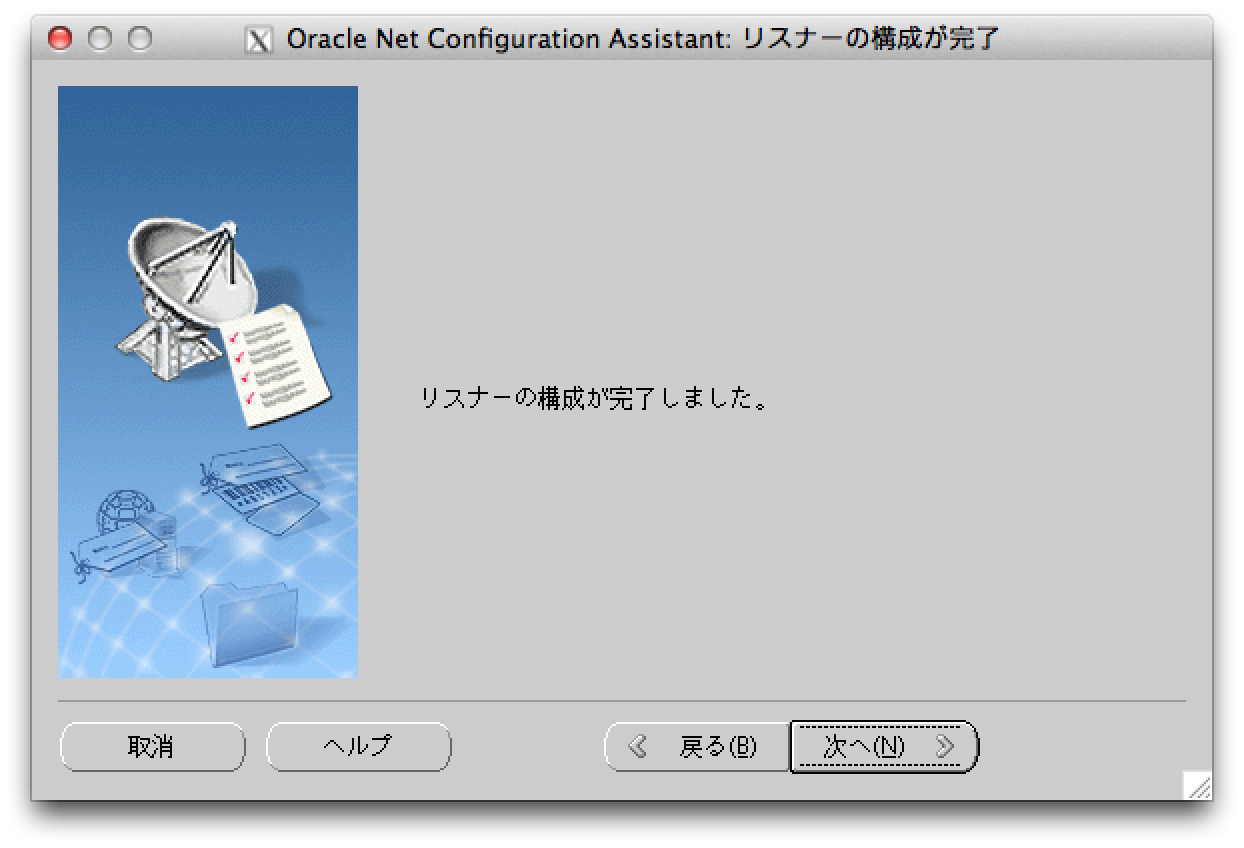 Oracle Net Configuration Assistant: リスナーの構成が完了
リスナーの構成が完了しました。
取消
ヘルプ
戻る(B)
次へ(N)